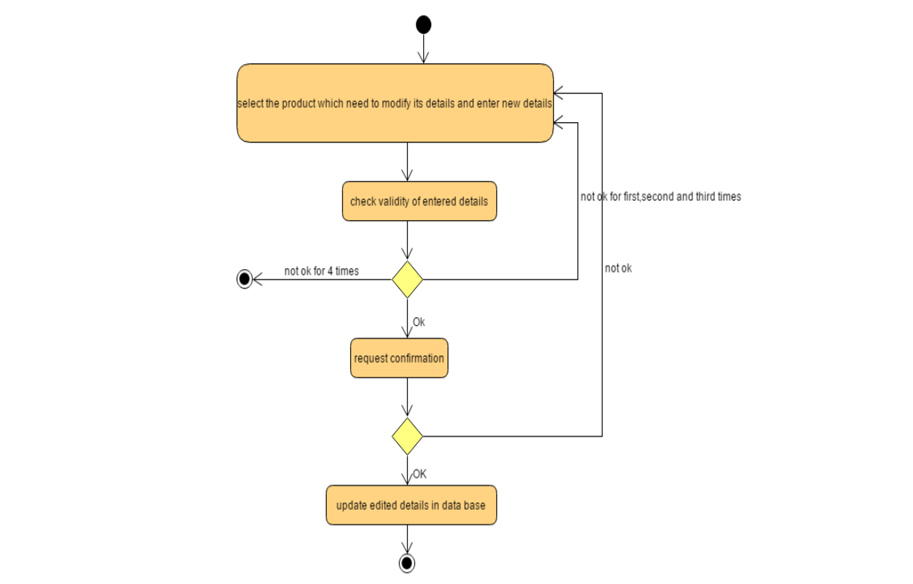 select the product which need to modify its details and enter new details
check validity of entered details
not ok for first,second and third times
not ok for 4 times
not ok
Ok
request confirmation
OK
update edited details in data base